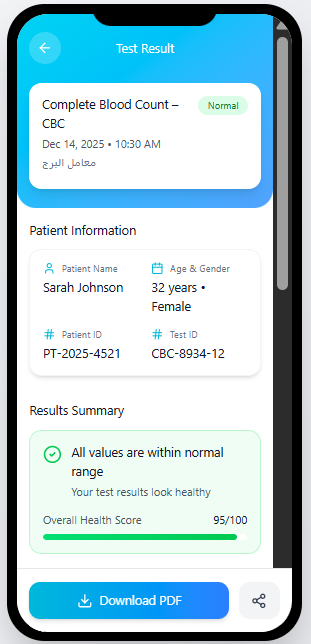 Test Result
Complete Blood Count –
CBC
Normal
Dec 14, 2025 • 10:30 AM
معامل البرج
Patient Information
Patient Name
Sarah Johnson
Age & Gender
32 years •
Female
Patient ID
PT-2025-4521
Test ID
CBC-8934-12
Results Summary
All values are within normal
range
Your test results look healthy
Overall Health Score
95/100
Download PDF